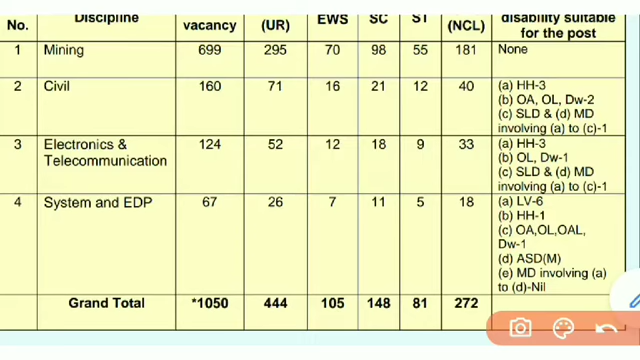 No. Discipline vacancy (UR) EWS SC ST (NCL) disability suitable for the post
1 Mining 699 295 70 98 55 181 None
2 Civil 160 71 16 21 12 40 (a) HH-3
(b) OA, OL, Dw-2
(c) SLD & (d) MD
involving (a) to (c)-1
3 Electronics & Telecommunication 124 52 12 18 9 33 (a) HH-3
(b) OL, Dw-1
(c) SLD & (d) MD
involving (a) to (c)-1
4 System and EDP 67 26 7 11 5 18 (a) LV-6
(b) HH-1
(c) OA,OL,OAL,
Dw-1
(d) ASD(M)
(e) MD involving (a)
to (d)-Nil
Grand Total *1050 444 105 148 81 272